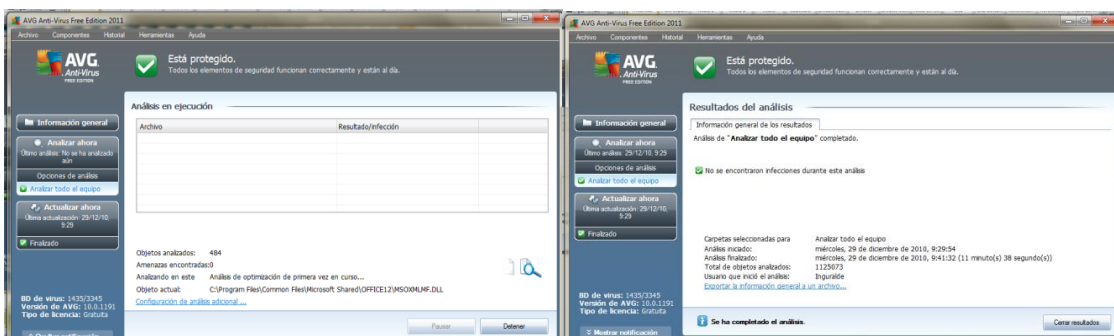 AVG Anti-Virus Free Edition 2011
Archivo Componentes Historial Herramientas Ayuda
AVG
Anti-Virus
FREE EDITION
Está protegido.
Todos los elementos de seguridad funcionan correctamente y están al día.
Información general
Analizar ahora
Último análisis: No se ha analizado
aún
Opciones de análisis
Analizar todo el equipo
Actualizar ahora
Última actualización: 29/12/10,
9:29
Finalizado
BD de virus: 1435/3345
Versión de AVG: 10.0.1191
Tipo de licencia: Gratuita
Análisis en ejecución
Archivo Resultado/infección
Objetos analizados: 484
Amenazas encontradas:0
Analizando en este Análisis de optimización de primera vez en curso...
Objeto actual: C:\Program Files\Common Files\Microsoft Shared\OFFICE12\MSOXMLMF.DLL
Configuración de análisis adicional ...
Pausar Detener
AVG Anti-Virus Free Edition 2011
Archivo Componentes Historial Herramientas Ayuda
AVG
Anti-Virus
FREE EDITION
Está protegido.
Todos los elementos de seguridad funcionan correctamente y están al día.
Información general
Analizar ahora
Último análisis: 29/12/10, 9:29
Opciones de análisis
Analizar todo el equipo
Actualizar ahora
Última actualización: 29/12/10,
9:29
Finalizado
BD de virus: 1435/3345
Versión de AVG: 10.0.1191
Tipo de licencia: Gratuita
Mostrar notificación
Resultados del análisis
Información general de los resultados
Análisis de "Analizar todo el equipo" completado.
No se encontraron infecciones durante este análisis
Carpetas seleccionadas para Analizar todo el equipo
Análisis iniciado: miércoles, 29 de diciembre de 2010, 9:29:54
Análisis finalizado: miércoles, 29 de diciembre de 2010, 9:41:32 (11 minuto(s) 38 segundo(s))
Total de objetos analizados: 1125073
Usuario que inició el análisis: Inguralde
Exportar la información general a un archivo...
Se ha completado el análisis.
Cerrar resultados